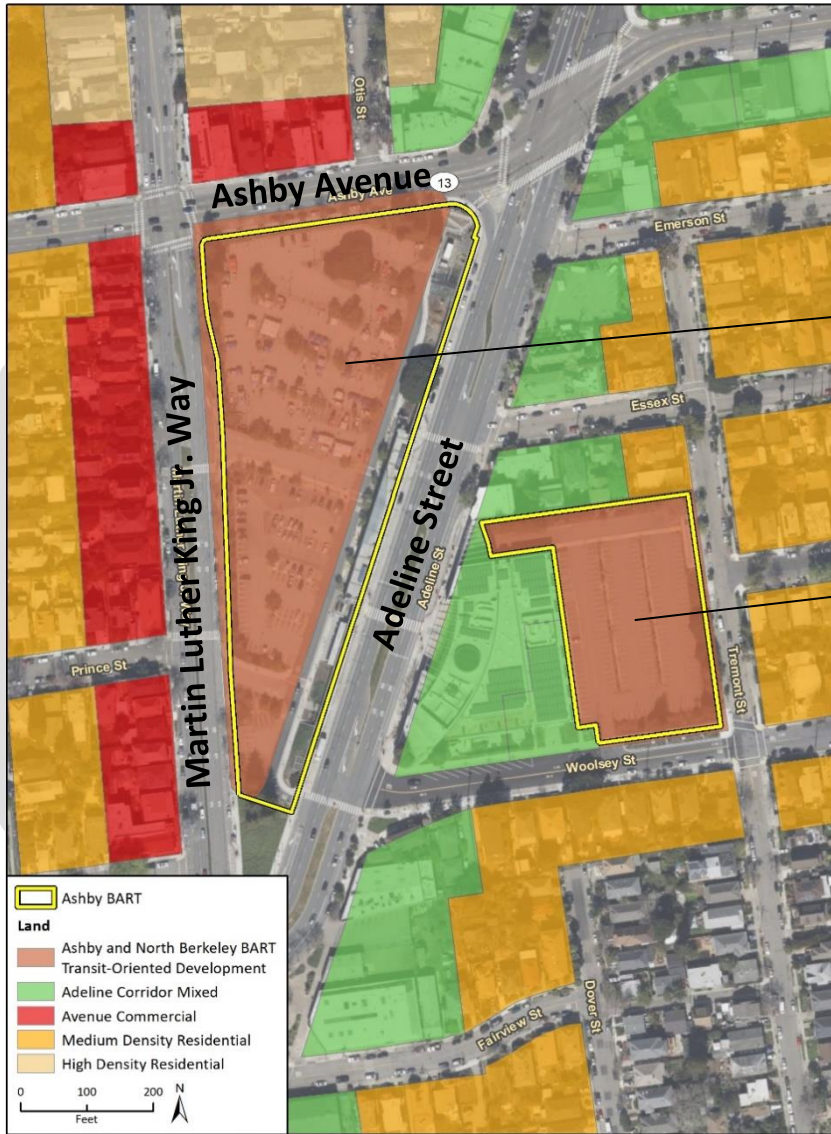 Otis St
Ashby Avenue
13
Ashby Ave
Emerson St
Essex St
Martin Luther King Jr. Way
Adeline Street
Adeline St
Prince St
Tremont St
Woolsey St
Dover St
Fairview St
Ashby BART
Land
Ashby and North Berkeley BART
Transit-Oriented Development
Adeline Corridor Mixed
Avenue Commercial
Medium Density Residential
High Density Residential
0 100 200
Feet
N